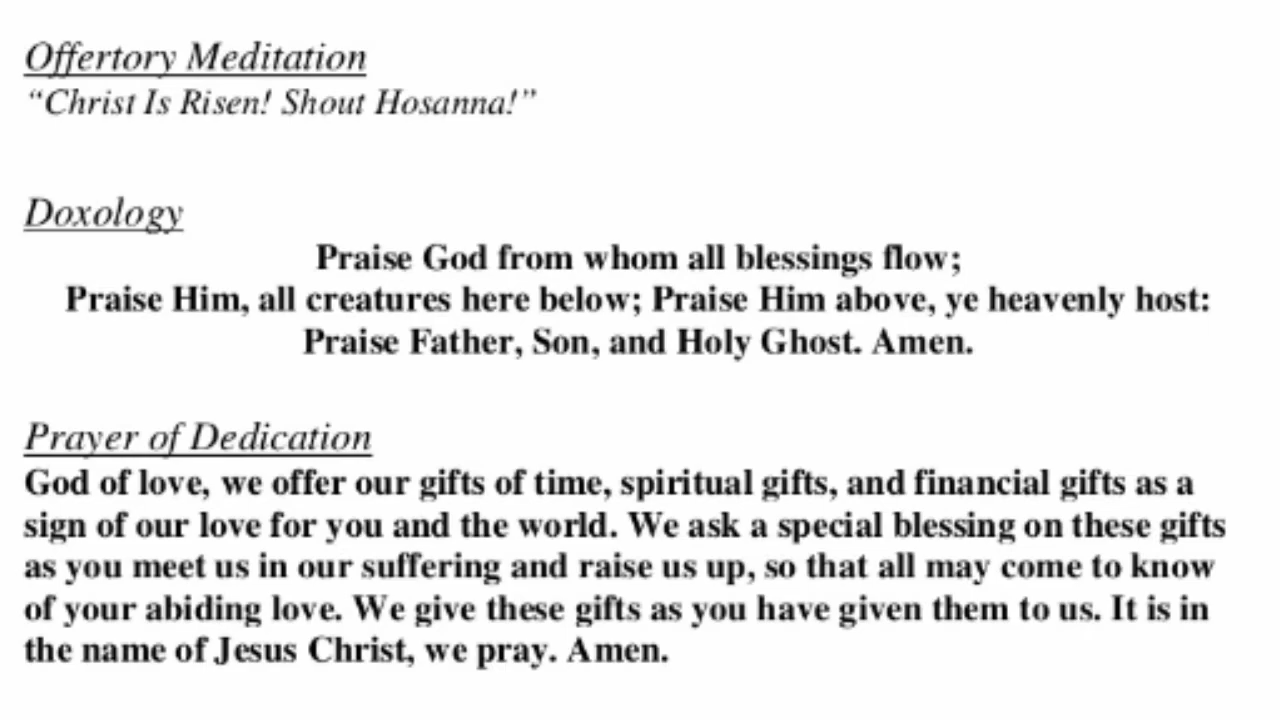 Offertory Meditation
“Christ Is Risen! Shout Hosanna!”
Doxology
Praise God from whom all blessings flow;
Praise Him, all creatures here below; Praise Him above, ye heavenly host:
Praise Father, Son, and Holy Ghost. Amen.
Prayer of Dedication
God of love, we offer our gifts of time, spiritual gifts, and financial gifts as a
sign of our love for you and the world. We ask a special blessing on these gifts
as you meet us in our suffering and raise us up, so that all may come to know
of your abiding love. We give these gifts as you have given them to us. It is in
the name of Jesus Christ, we pray. Amen.